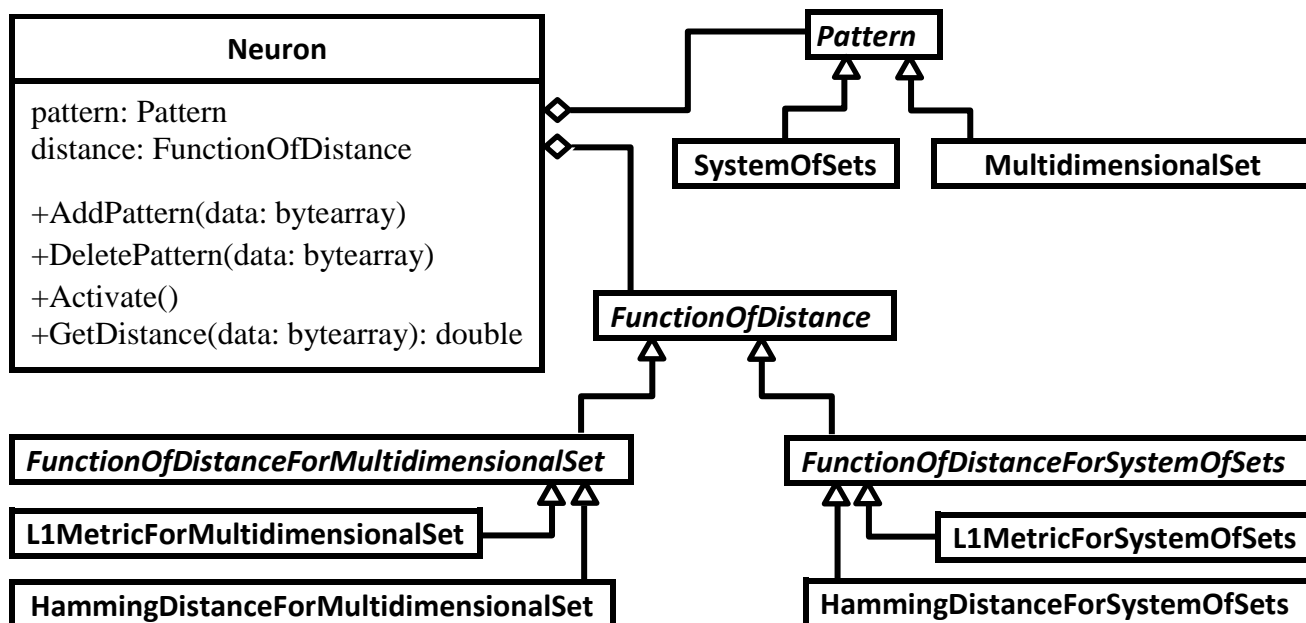 Neuron
pattern: Pattern
distance: FunctionOfDistance
+AddPattern(data: bytearray)
+DeletePattern(data: bytearray)
+Activate()
+GetDistance(data: bytearray): double
Pattern
SystemOfSets
MultidimensionalSet
FunctionOfDistance
FunctionOfDistanceForMultidimensionalSet
FunctionOfDistanceForSystemOfSets
L1MetricForMultidimensionalSet
L1MetricForSystemOfSets
HammingDistanceForMultidimensionalSet
HammingDistanceForSystemOfSets